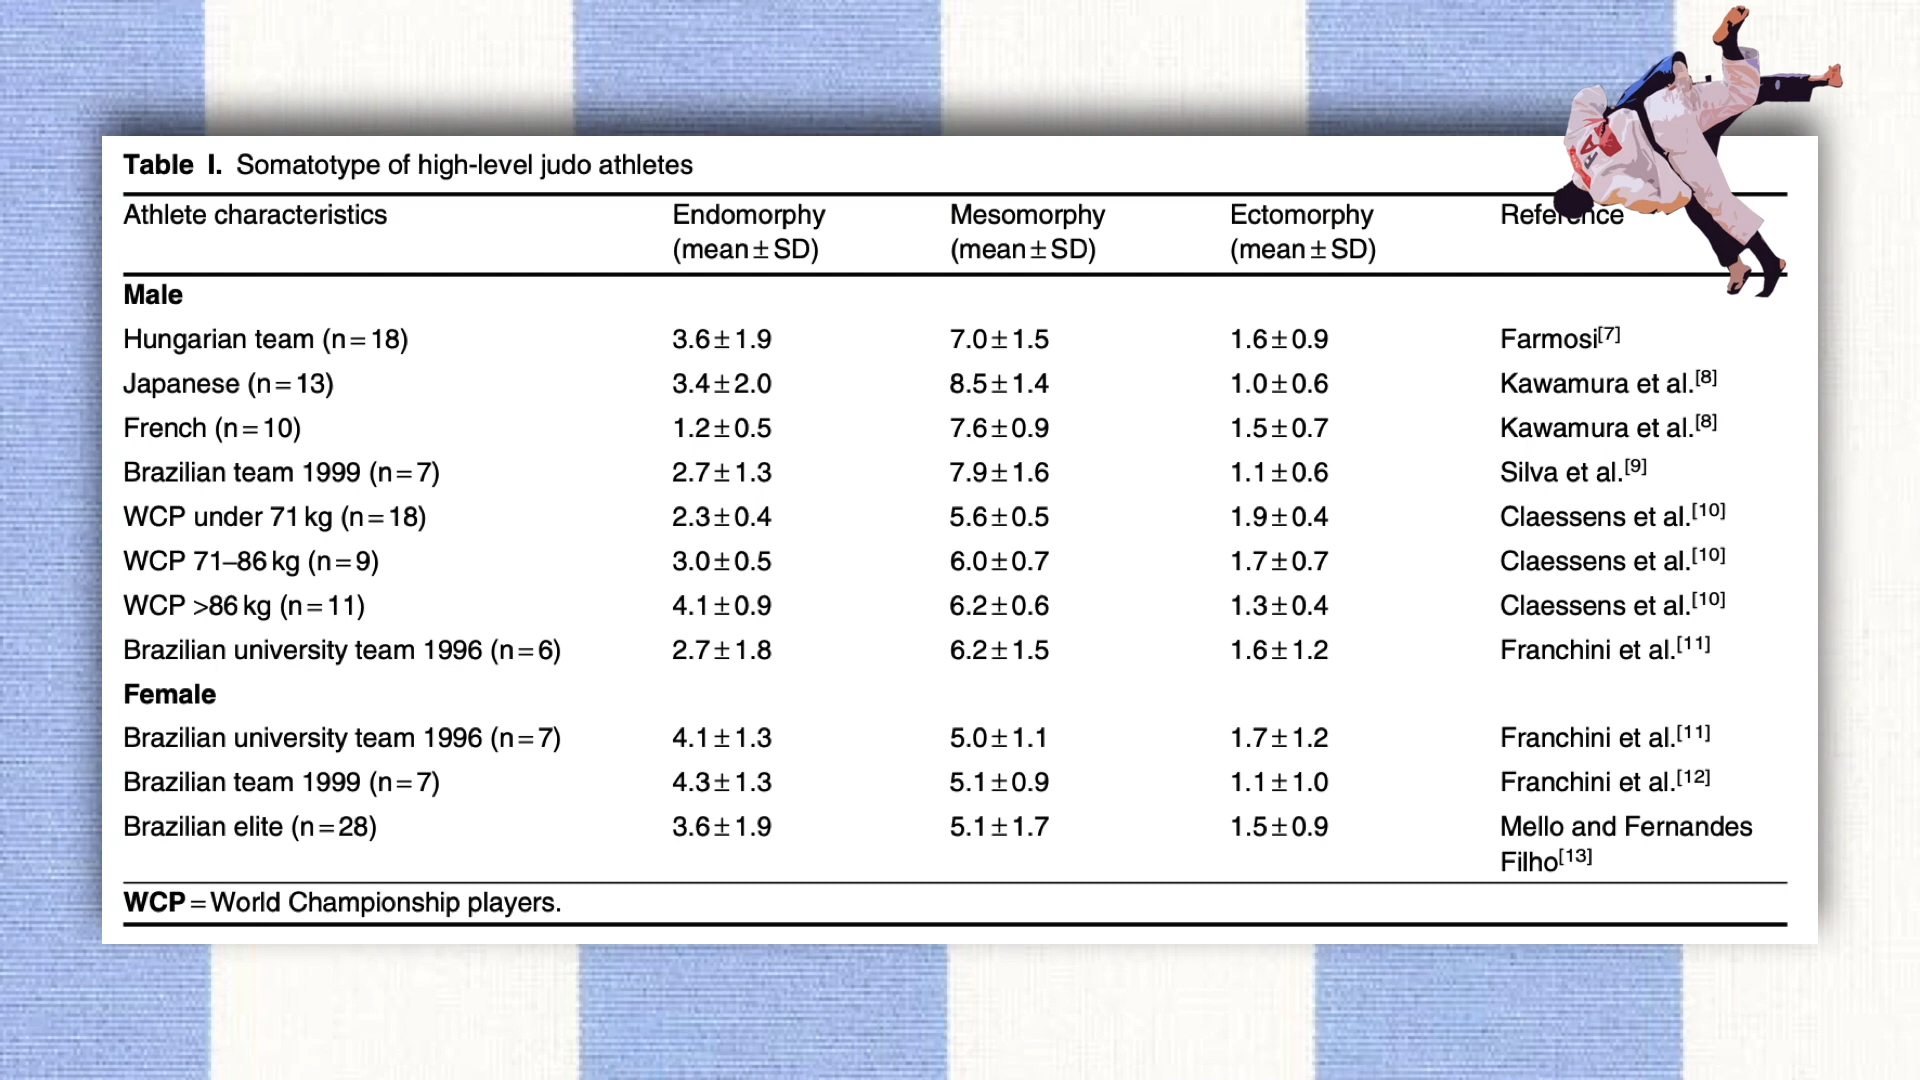 Table I. Somatotype of high-level judo athletes
Athlete characteristics Endomorphy (mean ± SD) Mesomorphy (mean ± SD) Ectomorphy (mean ± SD) Reference
Male
Hungarian team (n = 18) 3.6 ± 1.9 7.0 ± 1.5 1.6 ± 0.9 Farmosi[7]
Japanese (n = 13) 3.4 ± 2.0 8.5 ± 1.4 1.0 ± 0.6 Kawamura et al.[8]
French (n = 10) 1.2 ± 0.5 7.6 ± 0.9 1.5 ± 0.7 Kawamura et al.[8]
Brazilian team 1999 (n = 7) 2.7 ± 1.3 7.9 ± 1.6 1.1 ± 0.6 Silva et al.[9]
WCP under 71 kg (n = 18) 2.3 ± 0.4 5.6 ± 0.5 1.9 ± 0.4 Claessens et al.[10]
WCP 71–86 kg (n = 9) 3.0 ± 0.5 6.0 ± 0.7 1.7 ± 0.7 Claessens et al.[10]
WCP >86 kg (n = 11) 4.1 ± 0.9 6.2 ± 0.6 1.3 ± 0.4 Claessens et al.[10]
Brazilian university team 1996 (n = 6) 2.7 ± 1.8 6.2 ± 1.5 1.6 ± 1.2 Franchini et al.[11]
Female
Brazilian university team 1996 (n = 7) 4.1 ± 1.3 5.0 ± 1.1 1.7 ± 1.2 Franchini et al.[11]
Brazilian team 1999 (n = 7) 4.3 ± 1.3 5.1 ± 0.9 1.1 ± 1.0 Franchini et al.[12]
Brazilian elite (n = 28) 3.6 ± 1.9 5.1 ± 1.7 1.5 ± 0.9 Mello and Fernandes
Filho[13]
WCP = World Championship players.